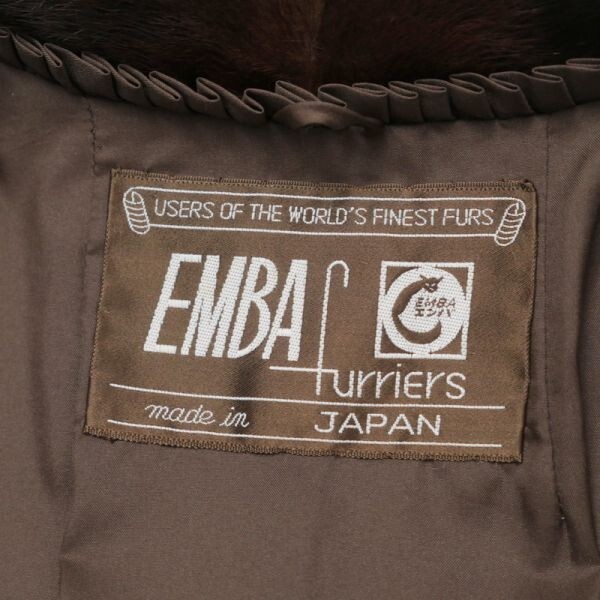 USERS OF THE WORLD'S FINEST FURS
EMBA
EMBA
エンバ
furriers
made in JAPAN